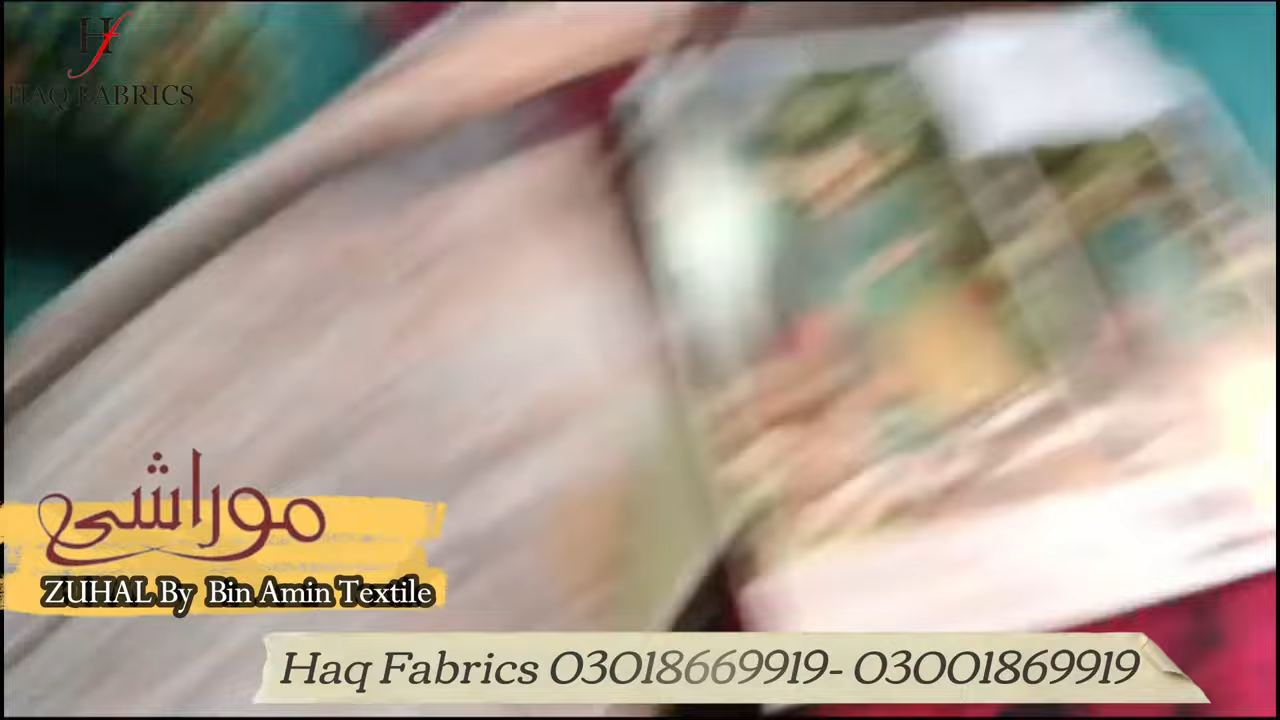 Hf
HAQ FABRICS
موراشی
ZUHAL By Bin Amin Textile
Haq Fabrics 03018669919- 03001869919